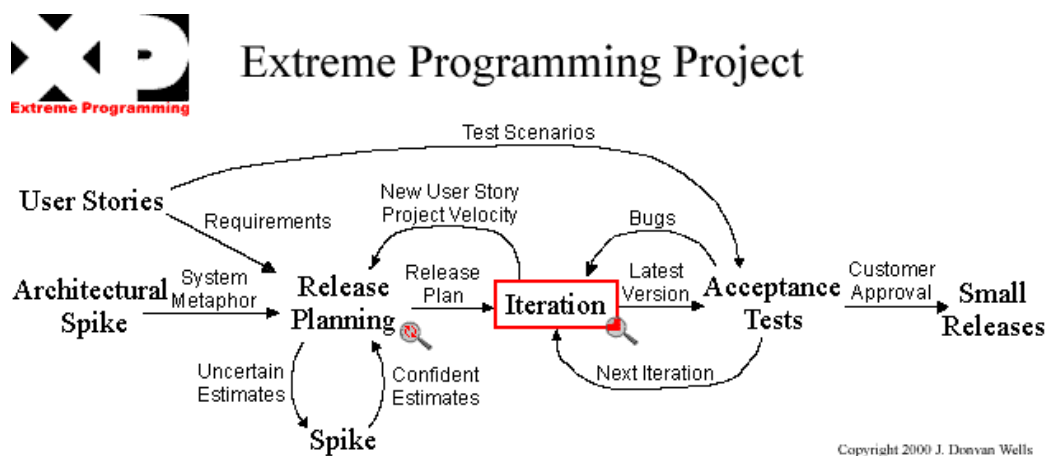 XP
Extreme Programming
Extreme Programming Project
Test Scenarios
User Stories
Requirements
New User Story
Project Velocity
Bugs
Architectural
Spike
System
Metaphor
Release
Planning
Release
Plan
Iteration
Latest
Version
Acceptance
Tests
Customer
Approval
Small
Releases
Uncertain
Estimates
Confident
Estimates
Next Iteration
Spike
Copyright 2000 J. Donvan Wells